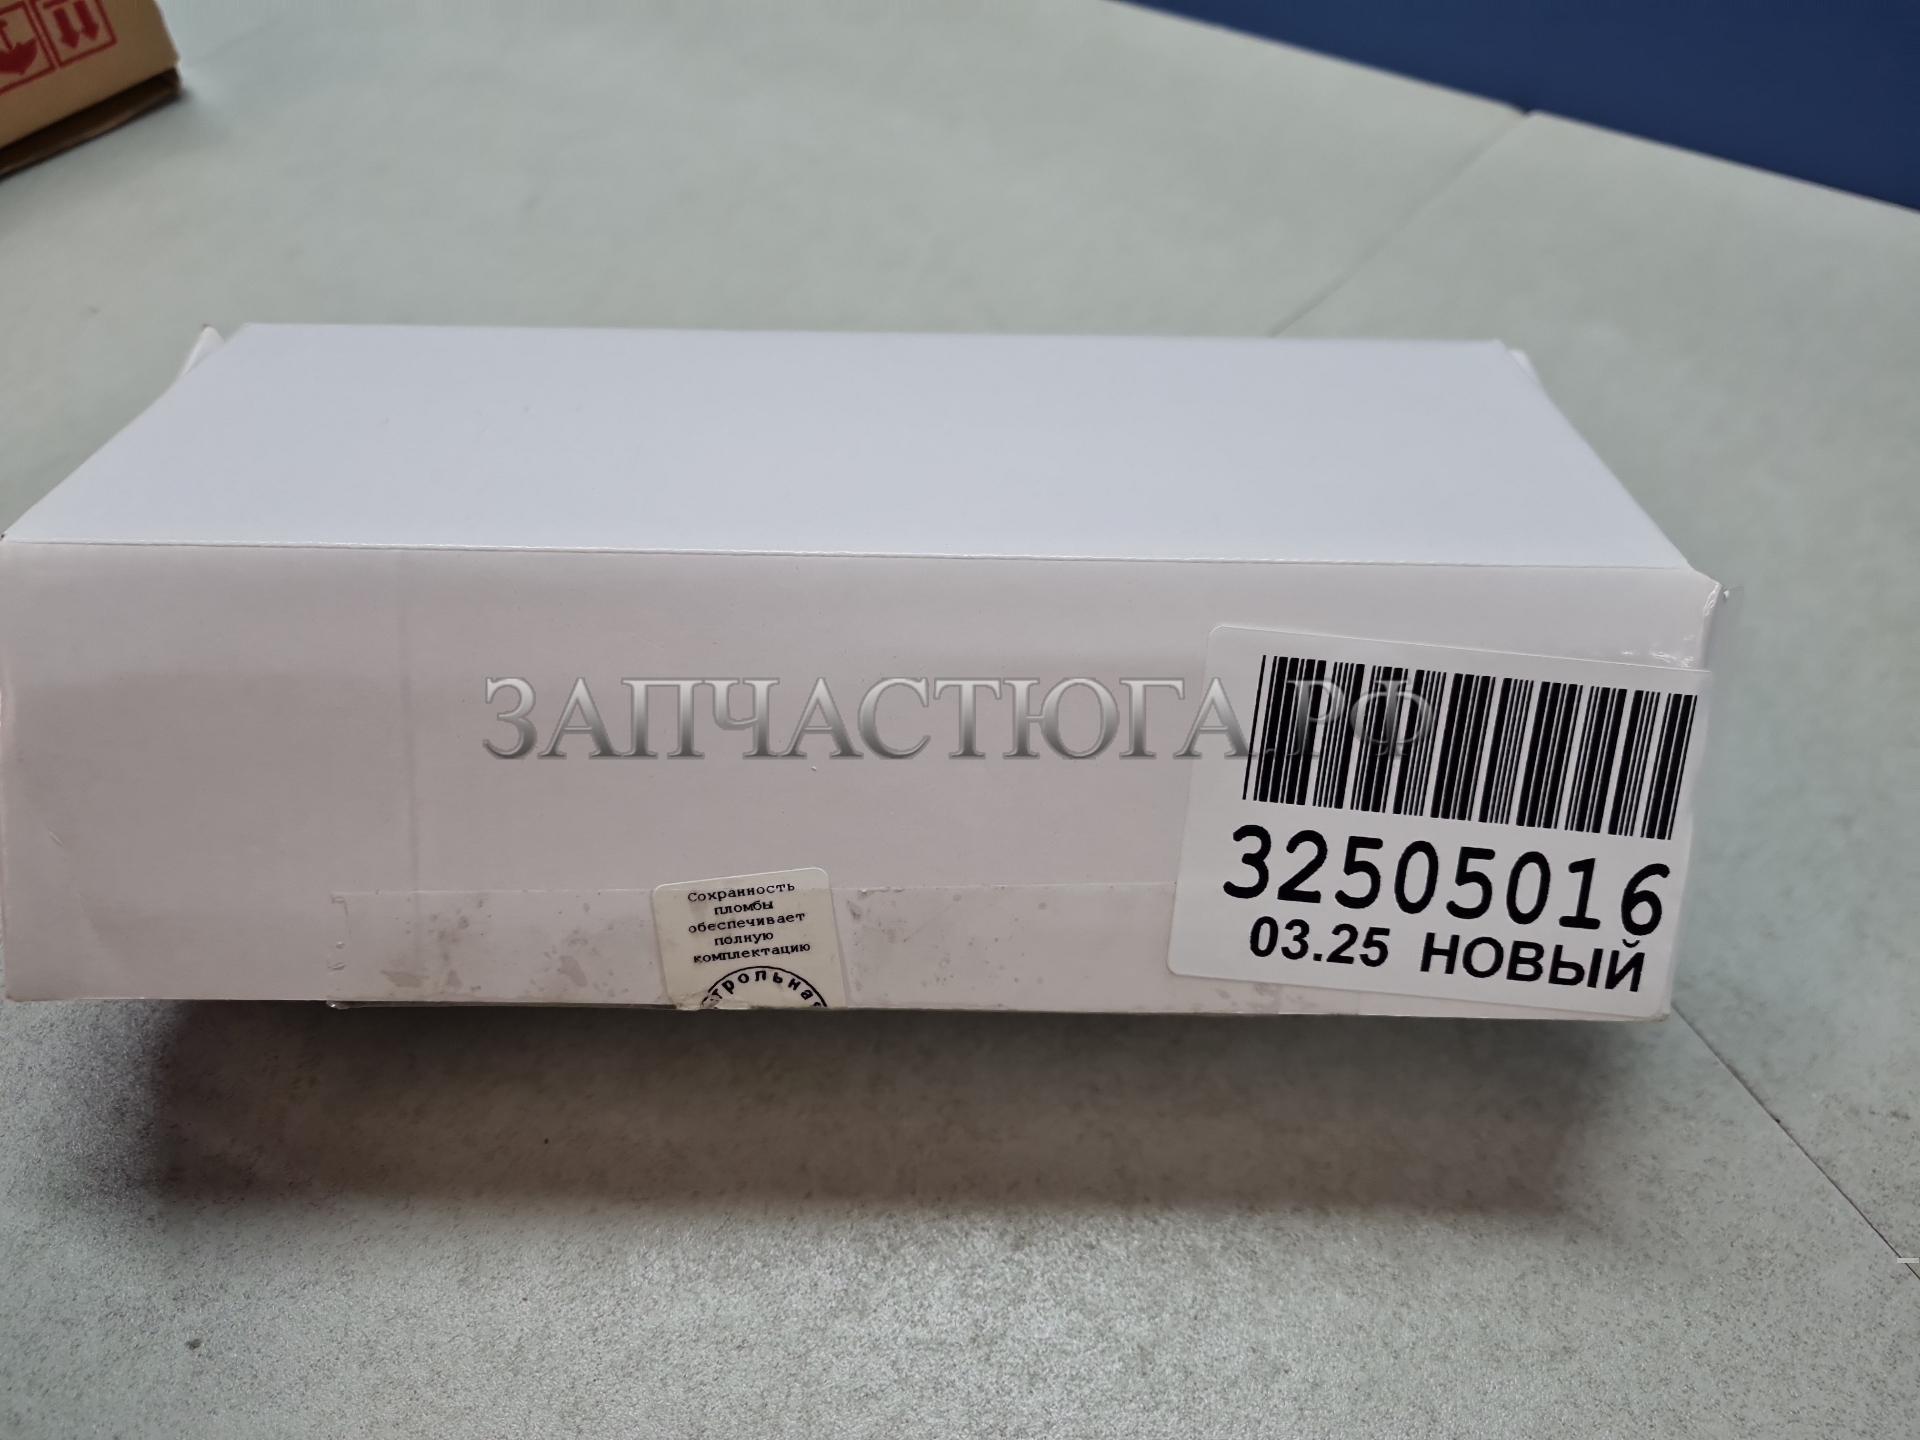 ЗАПЧАСТЮГА.РФ
32505016
03.25 НОВЫЙ
Сохранность
пломбы
обеспечивает
полную
комплектацию